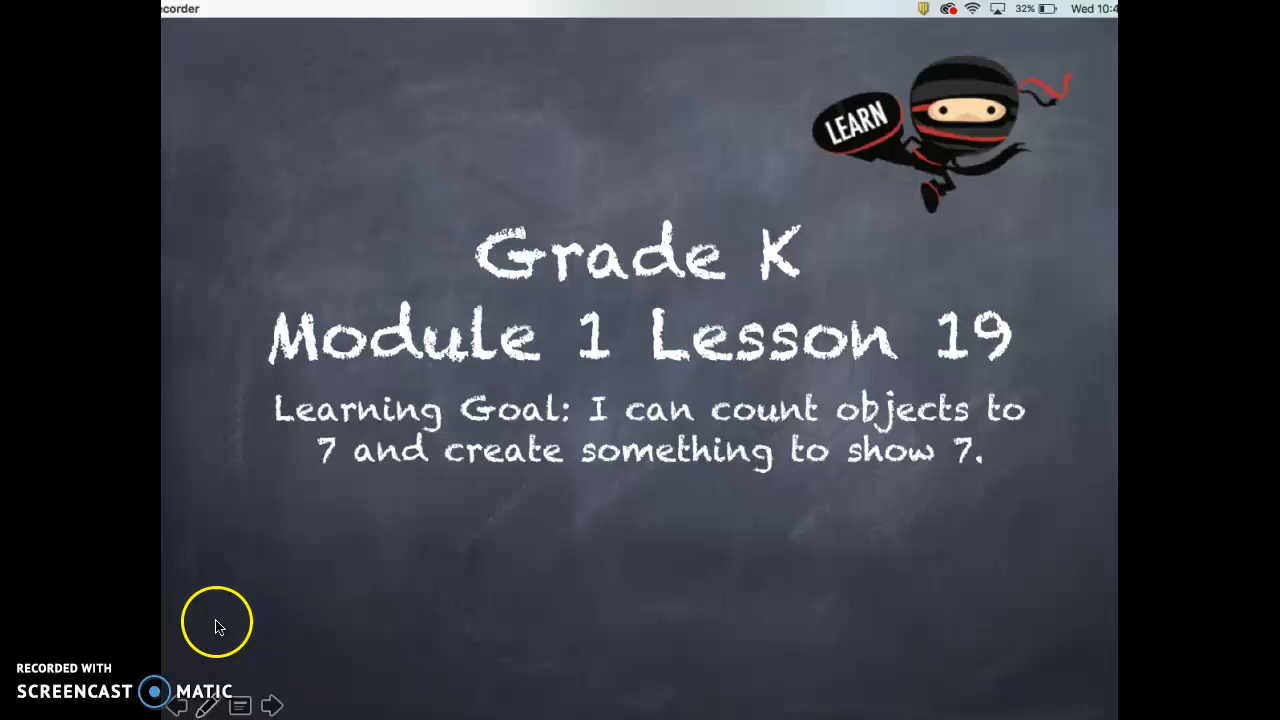 ecorder
32%
Wed 10:4
LEARN
Grade K
Module 1 Lesson 19
Learning Goal: I can count objects to
7 and create something to show 7.
RECORDED WITH
SCREENCAST MATIC